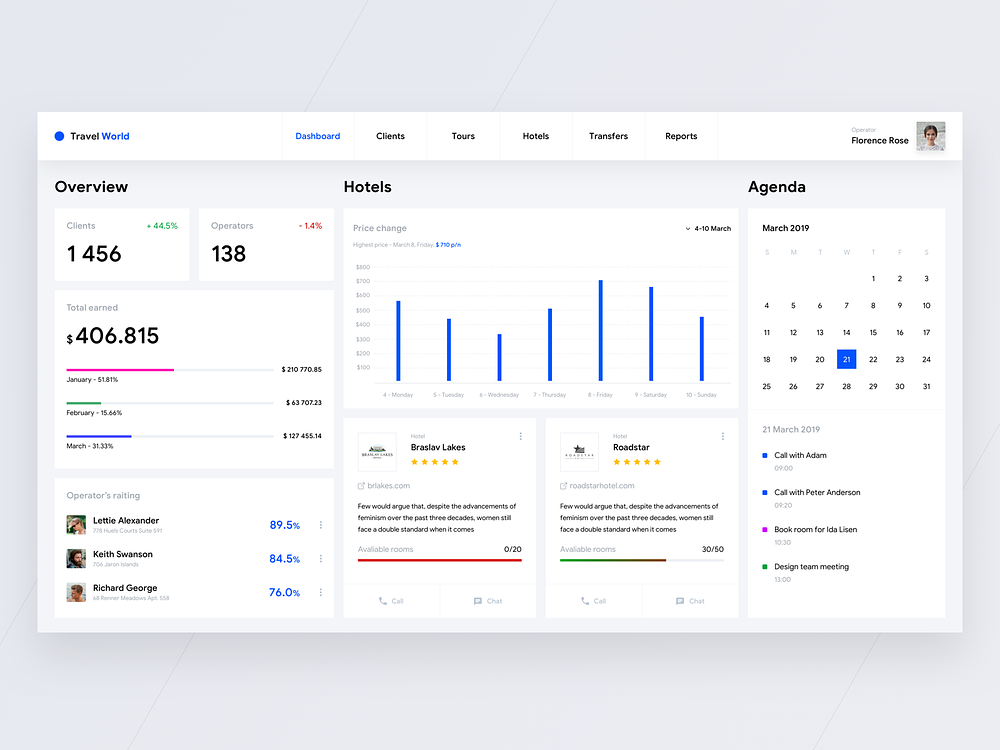 Travel World
Dashboard
Clients
Tours
Hotels
Transfers
Reports
Operator
Florence Rose
Overview
Clients
+ 44.5%
1 456
Operators
- 1.4%
138
Total earned
$ 406.815
$ 210 770.85
January - 51.81%
$ 63 707.23
February - 15.66%
$ 127 455.14
March - 31.33%
Operator's raiting
Lettie Alexander
778 Huels Courts Suite 591
89.5%
Keith Swanson
706 Jaron Islands
84.5%
Richard George
68 Renner Meadows Apt. 558
76.0%
Hotels
Price change
4-10 March
Highest price - March 8, Friday, $ 710 p/n
$800
$700
$600
$500
$400
$300
$200
$100
4 - Monday
5 - Tuesday
6 - Wednesday
7 - Thursday
8 - Friday
9 - Saturday
10 - Sunday
BRASLAV LAKES
Hotel
Braslav Lakes
brlakes.com
Few would argue that, despite the advancements of
feminism over the past three decades, women still
face a double standard when it comes
Avaliable rooms
0/20
Call
Chat
ROADSTAR
Hotel
Roadstar
roadstarhotel.com
Few would argue that, despite the advancements of
feminism over the past three decades, women still
face a double standard when it comes
Avaliable rooms
30/50
Call
Chat
Agenda
March 2019
S M T W T F S
1 2 3
4 5 6 7 8 9 10
11 12 13 14 15 16 17
18 19 20 21 22 23 24
25 26 27 28 29 30 31
21 March 2019
Call with Adam
09:00
Call with Peter Anderson
09:20
Book room for Ida Lisen
10:30
Design team meeting
13:00